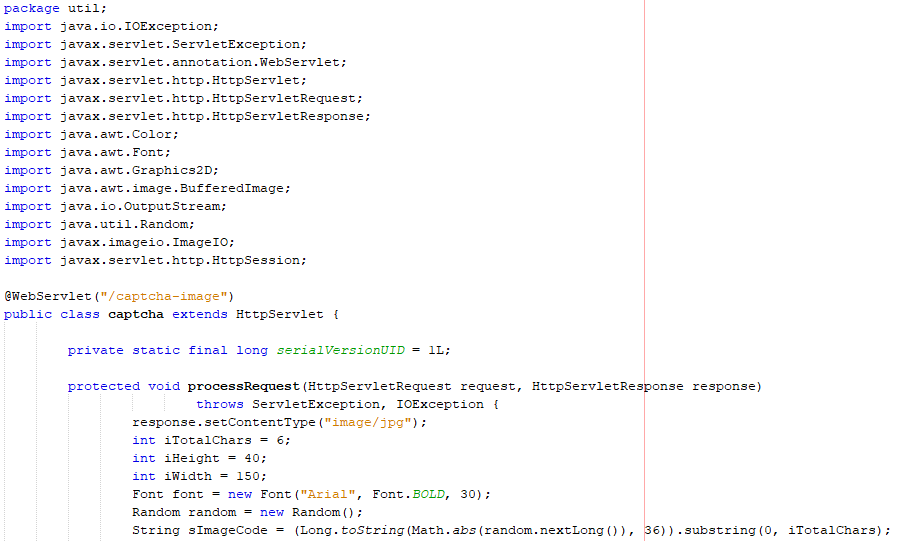 package util;
import java.io.IOException;
import javax.servlet.ServletException;
import javax.servlet.annotation.WebServlet;
import javax.servlet.http.HttpServlet;
import javax.servlet.http.HttpServletRequest;
import javax.servlet.http.HttpServletResponse;
import java.awt.Color;
import java.awt.Font;
import java.awt.Graphics2D;
import java.awt.image.BufferedImage;
import java.io.OutputStream;
import java.util.Random;
import javax.imageio.ImageIO;
import javax.servlet.http.HttpSession;

@WebServlet("/captcha-image")
public class captcha extends HttpServlet {

        private static final long serialVersionUID = 1L;

        protected void processRequest(HttpServletRequest request, HttpServletResponse response)
                        throws ServletException, IOException {
                response.setContentType("image/jpg");
                int iTotalChars = 6;
                int iHeight = 40;
                int iWidth = 150;
                Font font = new Font("Arial", Font.BOLD, 30);
                Random random = new Random();
                String sImageCode = (Long.toString(Math.abs(random.nextLong()), 36)).substring(0, iTotalChars);